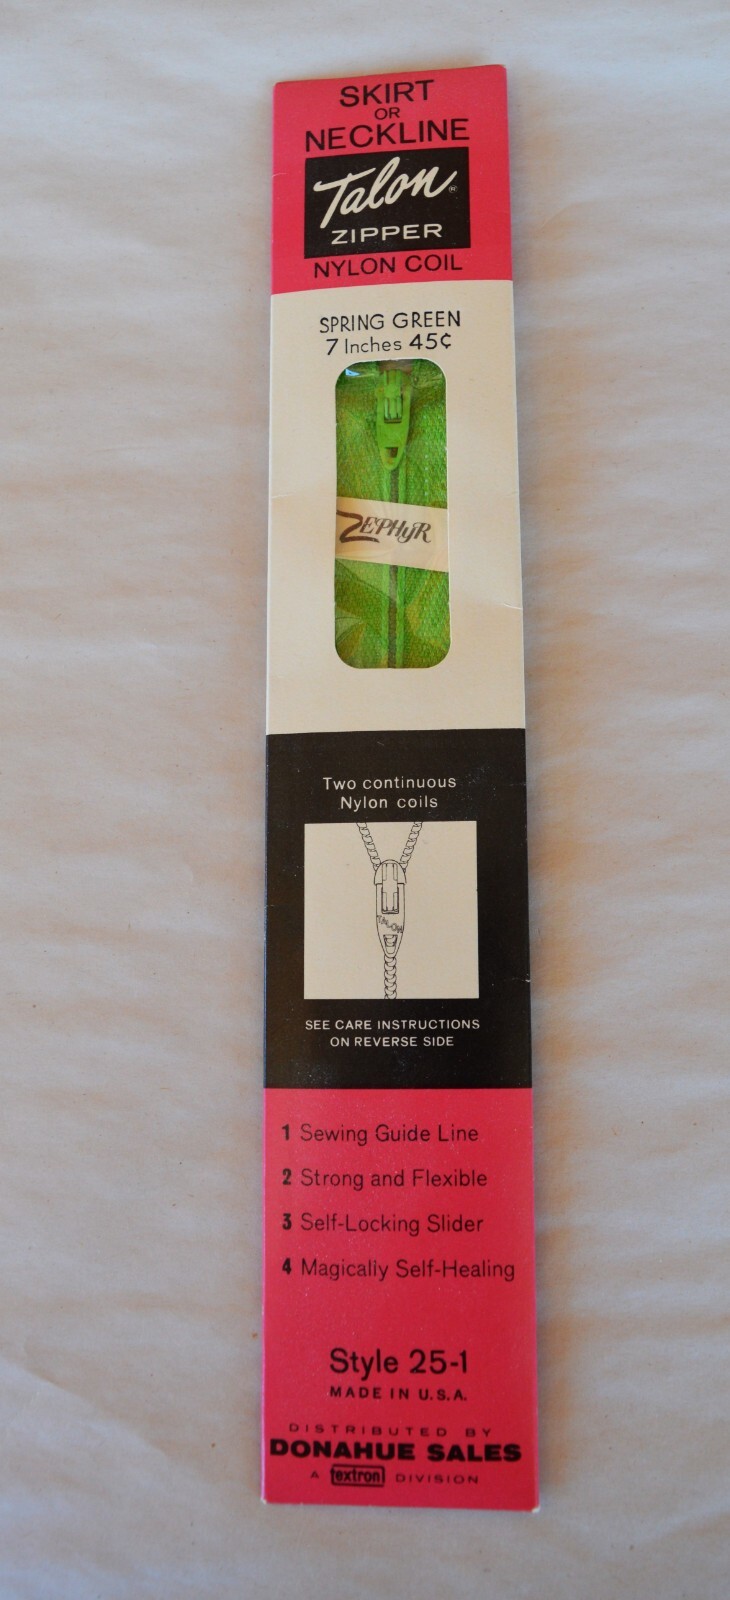 SKIRT
OR
NECKLINE
Talon®
ZIPPER
NYLON COIL
SPRING GREEN
7 Inches 45¢
ZEPHYR
Two continuous
Nylon coils
TALON
SEE CARE INSTRUCTIONS
ON REVERSE SIDE
1 Sewing Guide Line
2 Strong and Flexible
3 Self-Locking Slider
4 Magically Self-Healing
Style 25-1
MADE IN U.S.A.
DISTRIBUTED BY
DONAHUE SALES
A textron DIVISION